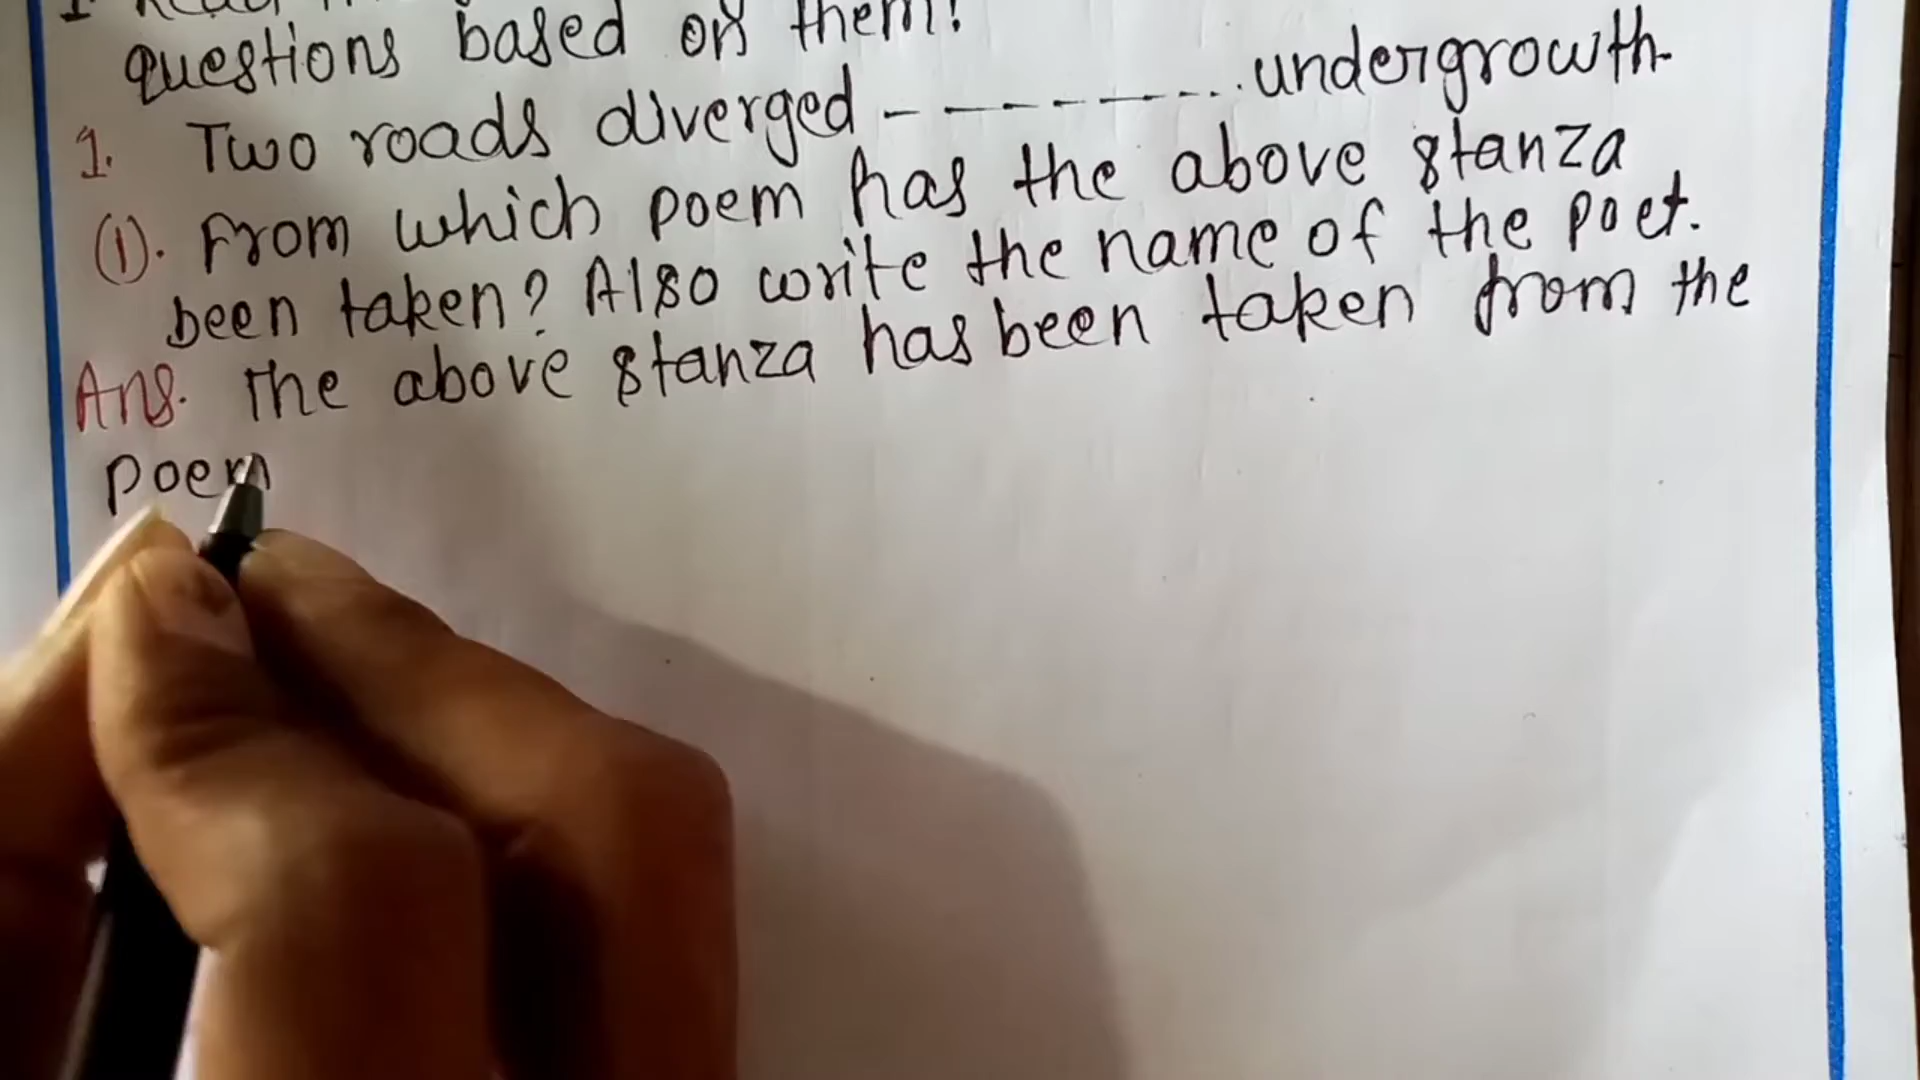 questions based on them!
1. Two roads diverged - - - - - - - ... undergrowth.
(1). From which poem has the above stanza
been taken? Also write the name of the poet.
Ans. The above stanza has been taken from the
poem